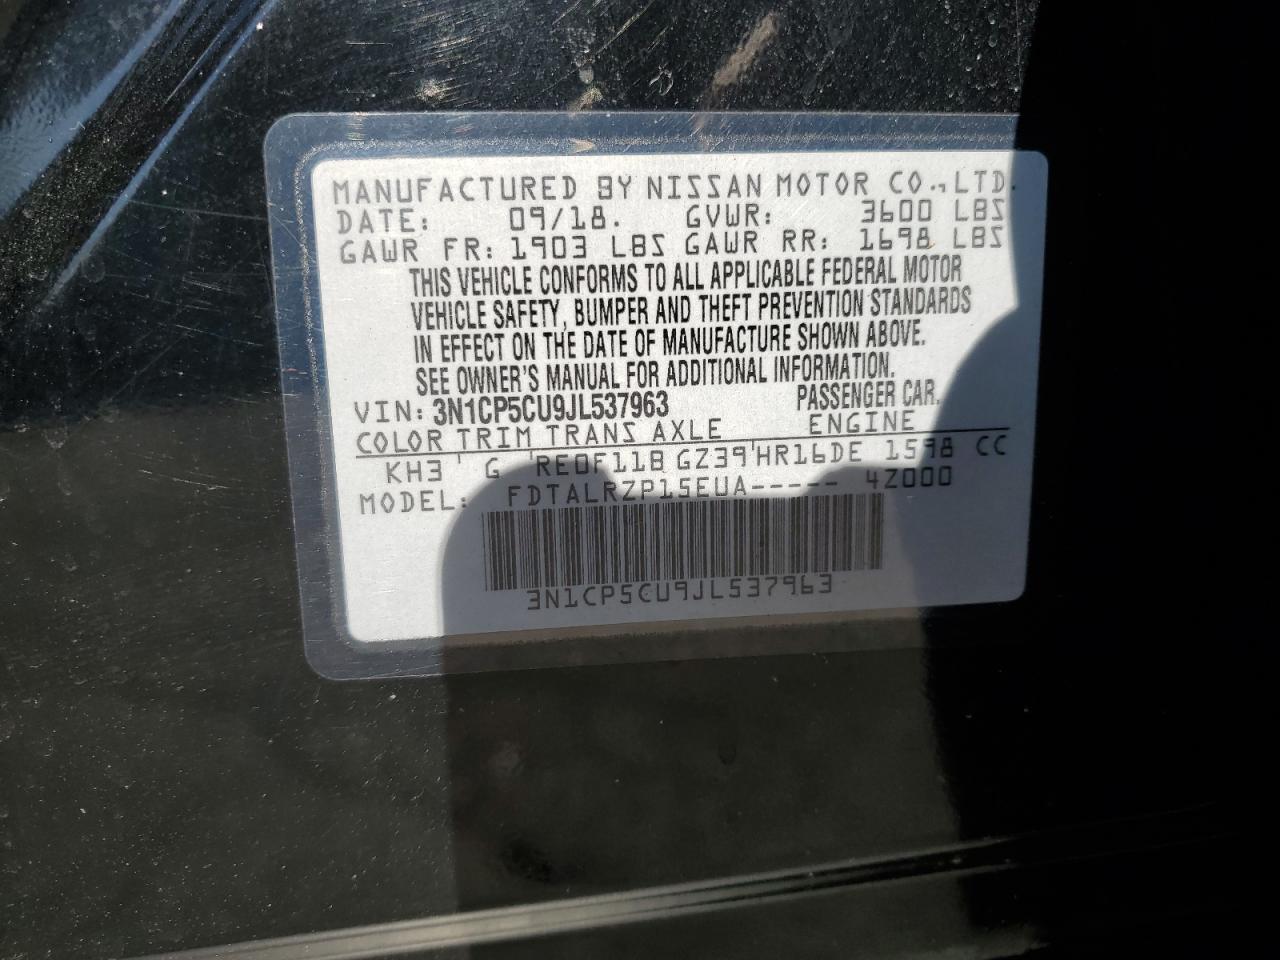 MANUFACTURED BY NISSAN MOTOR CO., LTD.
DATE: 09/18. GVWR: 3600 LBS
GAWR FR: 1903 LBS GAWR RR: 1698 LBS
THIS VEHICLE CONFORMS TO ALL APPLICABLE FEDERAL MOTOR
VEHICLE SAFETY, BUMPER AND THEFT PREVENTION STANDARDS
IN EFFECT ON THE DATE OF MANUFACTURE SHOWN ABOVE.
SEE OWNER'S MANUAL FOR ADDITIONAL INFORMATION.
VIN: 3N1CP5CU9JL537963 PASSENGER CAR.
COLOR TRIM TRANS AXLE ENGINE
KH3 ' G ' RE0F11B GZ39 ' HR16DE 1598 CC
MODEL: FDTALRZP15EUA----- 4Z000
3N1CP5CU9JL537963